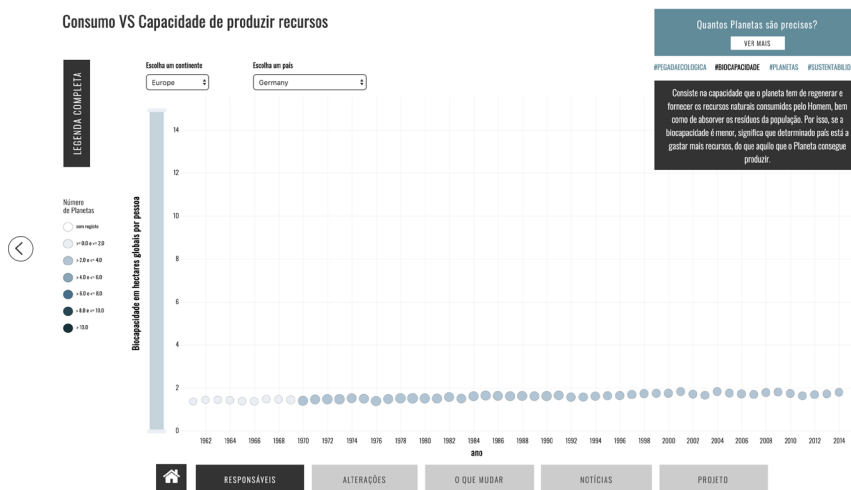 Consumo VS Capacidade de produzir recursos
Quantos Planetas são precisos?
VER MAIS
#PEGADAECOLOGICA #BIOCAPACIDADE #PLANETAS #SUSTENTABILID
Consiste na capacidade que o planeta tem de regenerar e
fornecer os recursos naturais consumidos pelo Homem, bem
como de absorver os resíduos da população. Por isso, se a
biocapacidade é menor, significa que determinado país está a
gastar mais recursos, do que aquilo que o Planeta consegue
produzir.
LEGENDA COMPLETA
Escolha um continente
Europe
Escolha um país
Germany
Número
de Planetas
sem registo
>= 0.0 e <= 2.0
> 2.0 e <= 4.0
> 4.0 e <= 6.0
> 6.0 e <= 8.0
> 8.0 e <= 10.0
> 10.0
Biocapacidade em hectares globais por pessoa
14
12
10
8
6
4
2
0
1962 1964 1966 1968 1970 1972 1974 1976 1978 1980 1982 1984 1986 1988 1990 1992 1994 1996 1998 2000 2002 2004 2006 2008 2010 2012 2014
ano
RESPONSÁVEIS
ALTERAÇÕES
O QUE MUDAR
NOTÍCIAS
PROJETO